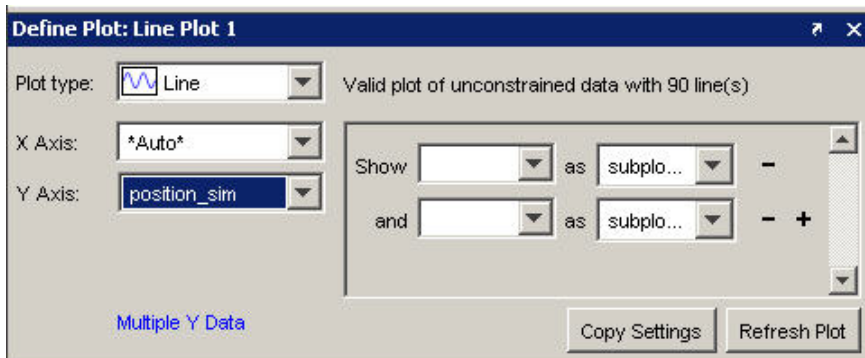 Define Plot: Line Plot 1
Plot type: Line
Valid plot of unconstrained data with 90 line(s)
X Axis: *Auto*
Y Axis: position_sim
Show as subplo... -
and as subplo... - +
Multiple Y Data
Copy Settings
Refresh Plot